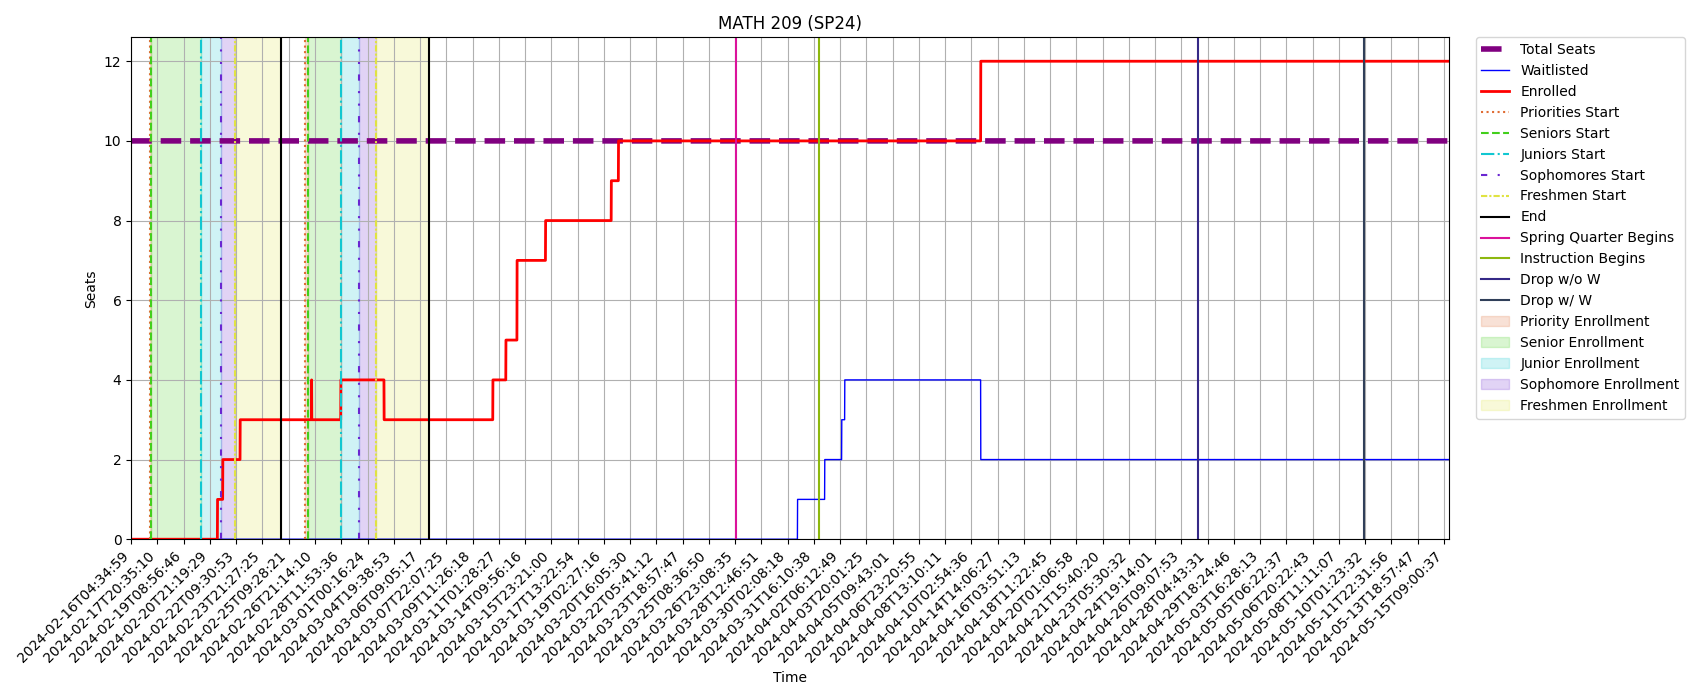 MATH 209 (SP24)
12
10
8
6
4
2
0
Seats
2024-02-16T04:34:59
2024-02-17T20:35:10
2024-02-19T08:56:46
2024-02-20T21:19:29
2024-02-22T09:30:53
2024-02-23T21:27:25
2024-02-25T09:28:21
2024-02-26T21:14:10
2024-02-28T11:53:36
2024-03-01T00:16:24
2024-03-04T19:38:53
2024-03-06T09:05:17
2024-03-07T22:07:25
2024-03-11T01:26:18
2024-03-12T11:28:27
2024-03-14T09:56:16
2024-03-15T23:21:00
2024-03-17T13:22:54
2024-03-19T02:27:16
2024-03-20T16:05:30
2024-03-22T05:41:12
2024-03-23T18:57:47
2024-03-25T08:36:50
2024-03-26T23:08:35
2024-03-28T12:46:51
2024-03-30T02:08:18
2024-03-31T16:10:38
2024-04-02T06:12:49
2024-04-03T20:01:25
2024-04-05T09:43:01
2024-04-06T23:20:55
2024-04-08T13:10:11
2024-04-10T02:54:36
2024-04-14T14:06:27
2024-04-16T03:51:13
2024-04-18T11:22:45
2024-04-20T01:06:58
2024-04-21T15:40:20
2024-04-23T05:30:32
2024-04-24T19:14:01
2024-04-26T09:07:53
2024-04-28T04:43:31
2024-04-29T18:24:46
2024-05-03T16:28:13
2024-05-05T06:22:37
2024-05-06T20:22:43
2024-05-08T11:11:07
2024-05-10T01:23:32
2024-05-11T22:31:56
2024-05-13T18:57:47
2024-05-15T09:00:37
Time
Total Seats
Waitlisted
Enrolled
Priorities Start
Seniors Start
Juniors Start
Sophomores Start
Freshmen Start
End
Spring Quarter Begins
Instruction Begins
Drop w/o W
Drop w/ W
Priority Enrollment
Senior Enrollment
Junior Enrollment
Sophomore Enrollment
Freshmen Enrollment